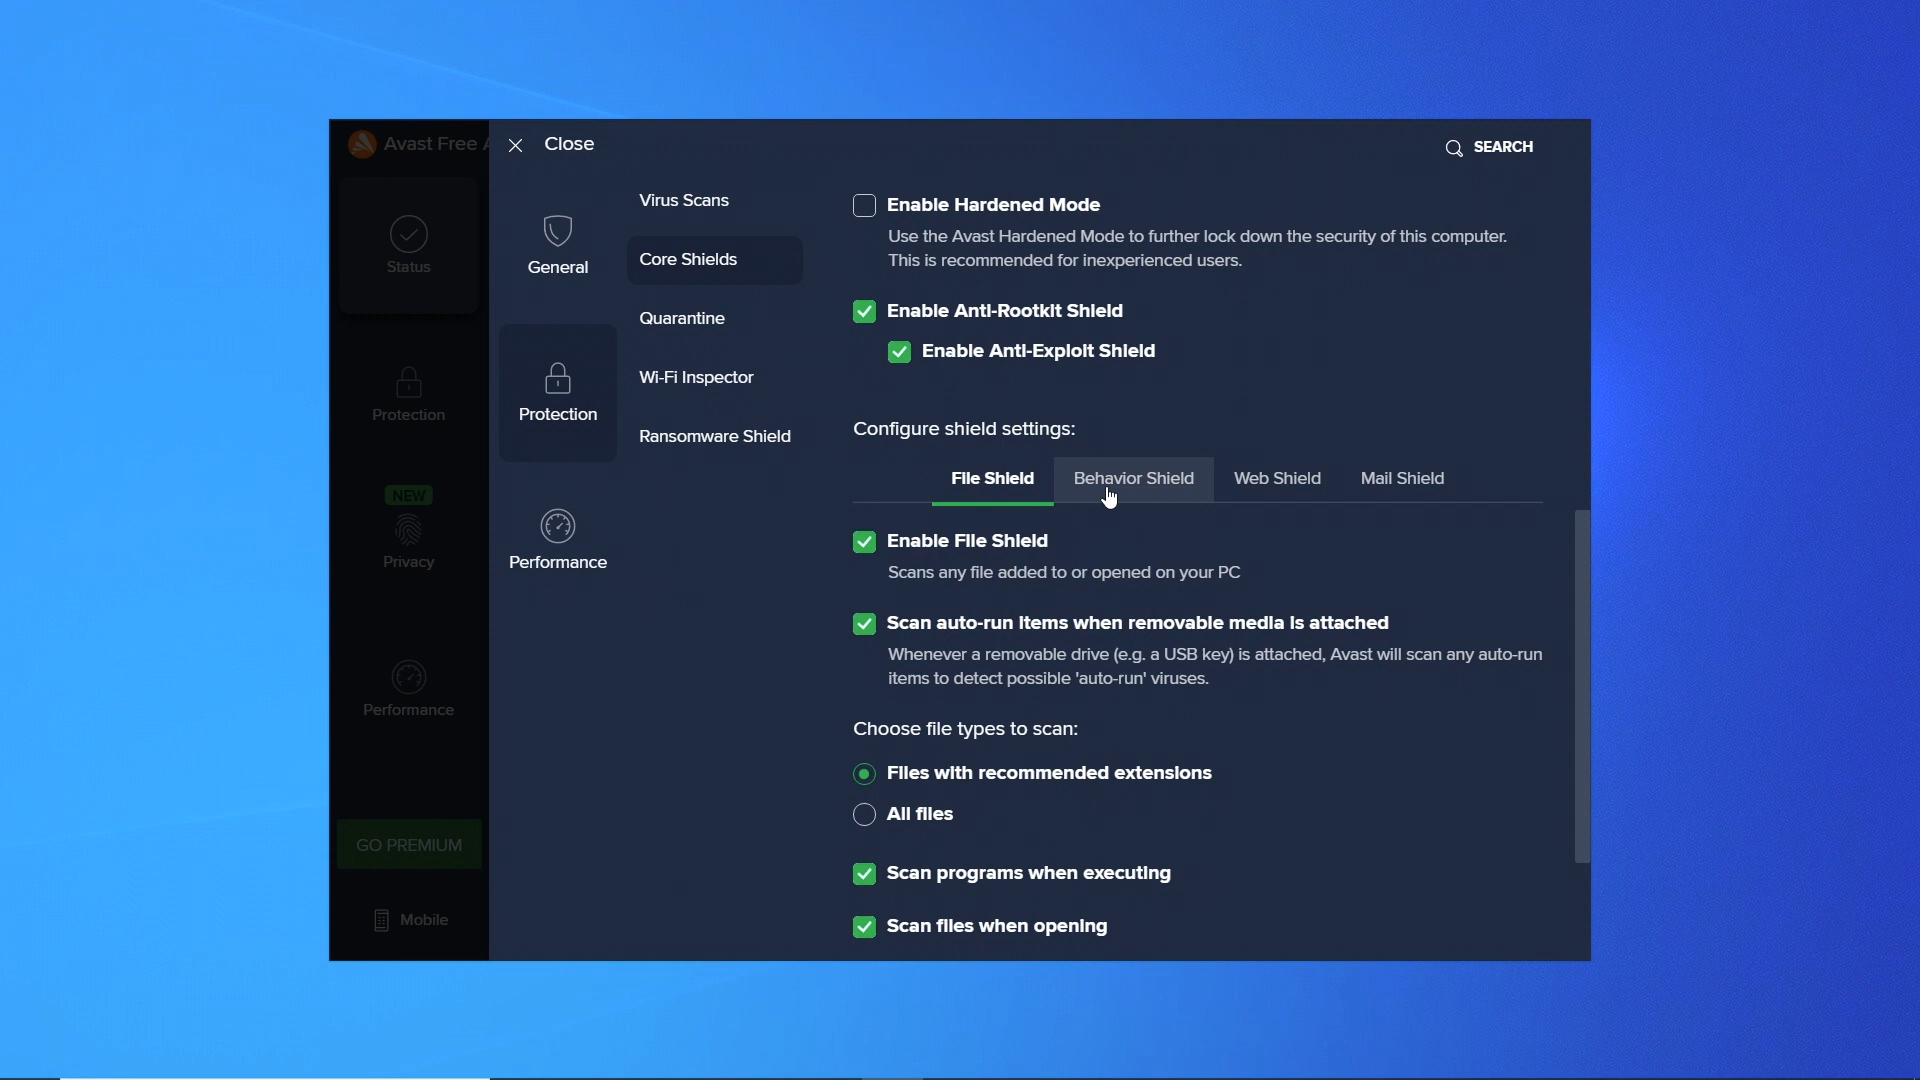 Avast Free A
Close
SEARCH
Status
Protection
NEW
Privacy
Performance
GO PREMIUM
Mobile
General
Protection
Performance
Virus Scans
Core Shields
Quarantine
Wi-Fi Inspector
Ransomware Shield
Enable Hardened Mode
Use the Avast Hardened Mode to further lock down the security of this computer.
This is recommended for inexperienced users.
Enable Anti-Rootkit Shield
Enable Anti-Exploit Shield
Configure shield settings:
File Shield
Behavior Shield
Web Shield
Mail Shield
Enable File Shield
Scans any file added to or opened on your PC
Scan auto-run items when removable media is attached
Whenever a removable drive (e.g. a USB key) is attached, Avast will scan any auto-run
items to detect possible 'auto-run' viruses.
Choose file types to scan:
Files with recommended extensions
All files
Scan programs when executing
Scan files when opening